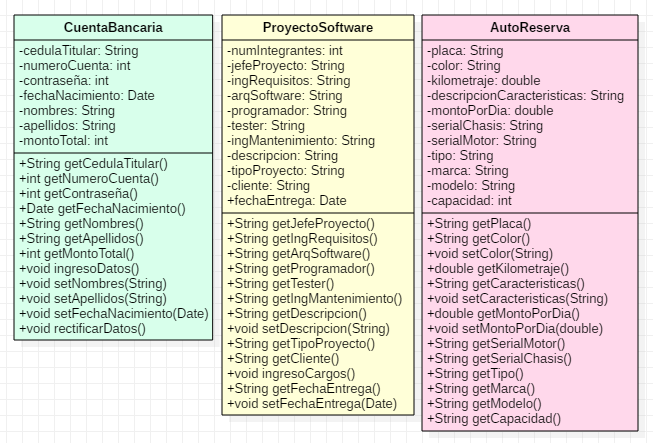 CuentaBancaria
-cedulaTitular: String
-numeroCuenta: int
-contraseña: int
-fechaNacimiento: Date
-nombres: String
-apellidos: String
-montoTotal: int
+String getCedulaTitular()
+int getNumeroCuenta()
+int getContraseña()
+Date getFechaNacimiento()
+String getNombres()
+String getApellidos()
+int getMontoTotal()
+void ingresoDatos()
+void setNombres(String)
+void setApellidos(String)
+void setFechaNacimiento(Date)
+void rectificarDatos()
ProyectoSoftware
-numIntegrantes: int
-jefeProyecto: String
-ingRequisitos: String
-arqSoftware: String
-programador: String
-tester: String
-ingMantenimiento: String
-descripcion: String
-tipoProyecto: String
-cliente: String
+fechaEntrega: Date
+String getJefeProyecto()
+String getIngRequisitos()
+String getArqSoftware()
+String getProgramador()
+String getTester()
+String getIngMantenimiento()
+String getDescripcion()
+void setDescripcion(String)
+String getTipoProyecto()
+String getCliente()
+void ingresoCargos()
+String getFechaEntrega()
+void setFechaEntrega(Date)
AutoReserva
-placa: String
-color: String
-kilometraje: double
-descripcionCaracteristicas: String
-montoPorDia: double
-serialChasis: String
-serialMotor: String
-tipo: String
-marca: String
-modelo: String
-capacidad: int
+String getPlaca()
+String getColor()
+void setColor(String)
+double getKilometraje()
+String getCaracteristicas()
+void setCaracteristicas(String)
+double getMontoPorDia()
+void setMontoPorDia(double)
+String getSerialMotor()
+String getSerialChasis()
+String getTipo()
+String getMarca()
+String getModelo()
+String getCapacidad()